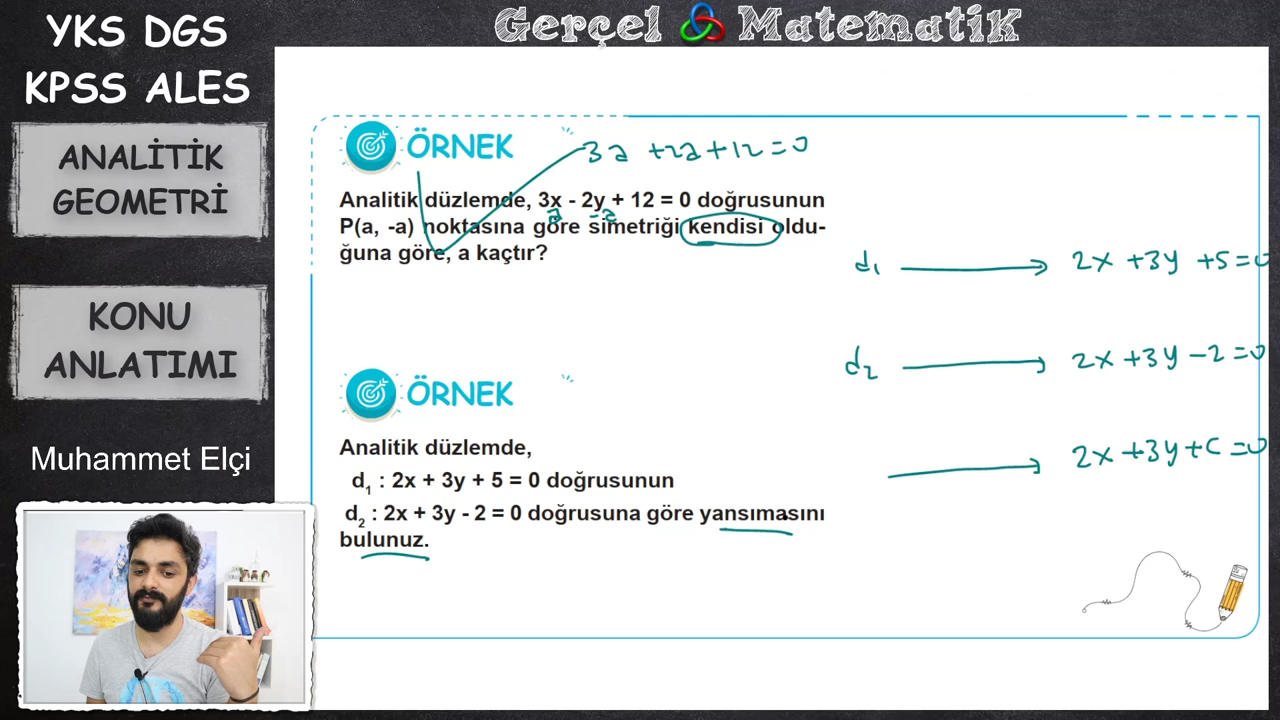 YKS DGS
KPSS ALES
ANALİTİK
GEOMETRİ
KONU
ANLATIMI
Muhammet Elçi
Gerçel Matematik
ÖRNEK
3a +2a+12=0
Analitik düzlemde, 3x - 2y + 12 = 0 doğrusunun
a -a
P(a, -a) noktasına göre simetriği kendisi oldu-
ğuna göre, a kaçtır?
d1 → 2x +3y +5=0
d2 → 2x +3y -2=0
→ 2x +3y +c =0
ÖRNEK
Analitik düzlemde,
d1 : 2x + 3y + 5 = 0 doğrusunun
d2 : 2x + 3y - 2 = 0 doğrusuna göre yansımasını
bulunuz.